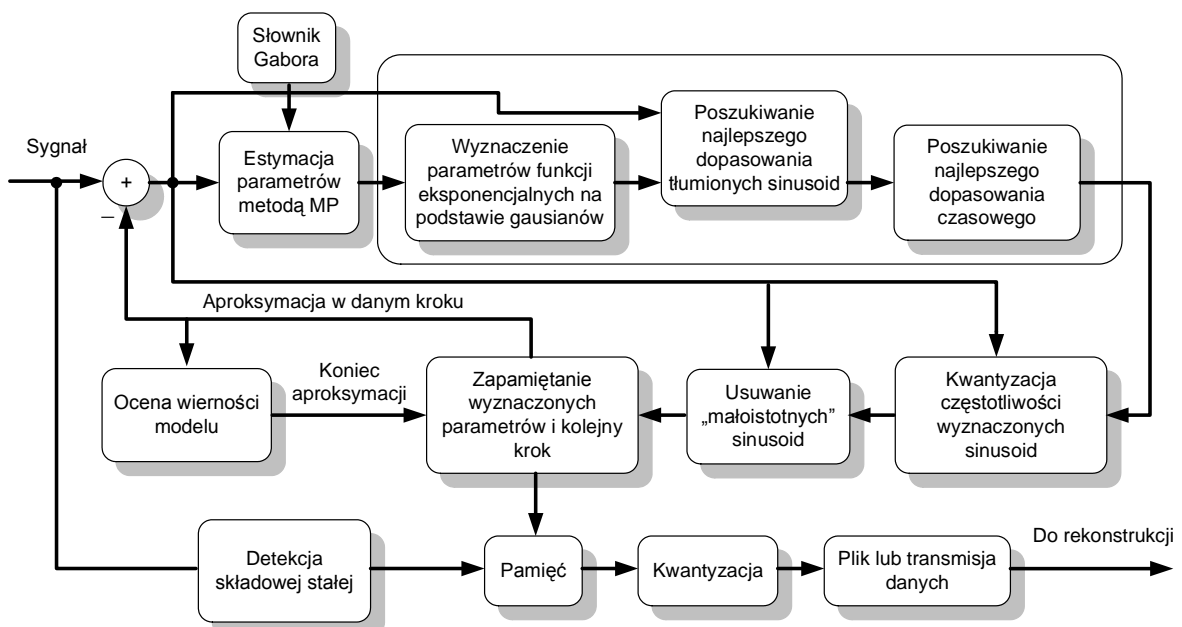 Słownik
Gabora
Sygnał
+
–
Estymacja
parametrów
metodą MP
Wyznaczenie
parametrów funkcji
eksponencjalnych na
podstawie gausianów
Poszukiwanie
najlepszego
dopasowania
tłumionych sinusoid
Poszukiwanie
najlepszego
dopasowania
czasowego
Aproksymacja w danym kroku
Ocena wierności
modelu
Koniec
aproksymacji
Zapamiętanie
wyznaczonych
parametrów i kolejny
krok
Usuwanie
„małoistotnych”
sinusoid
Kwantyzacja
częstotliwości
wyznaczonych
sinusoid
Detekcja
składowej stałej
Pamięć
Kwantyzacja
Plik lub transmisja
danych
Do rekonstrukcji